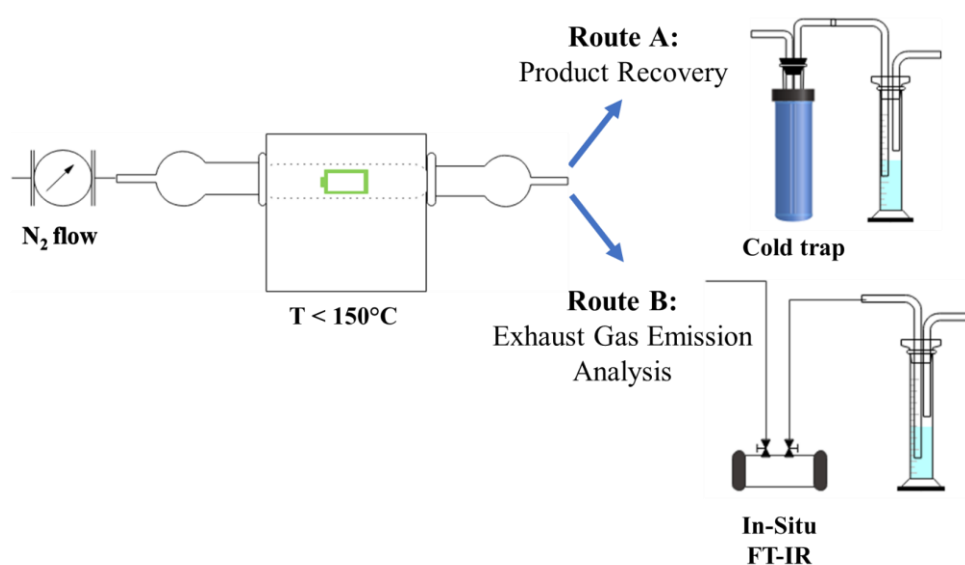 Route A:
Product Recovery
N₂ flow
T < 150°C
Cold trap
Route B:
Exhaust Gas Emission
Analysis
In-Situ
FT-IR